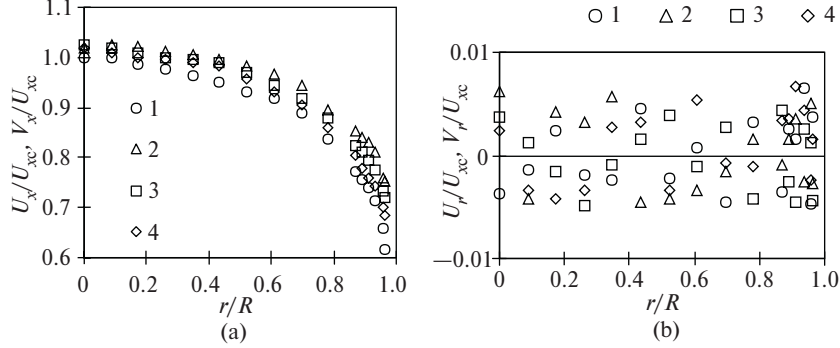 1 2 3 4
U_x/U_xc, V_x/U_xc
1.1
1.0
0.9
0.8
0.7
0.6
1
2
3
4
0 0.2 0.4 0.6 0.8 1.0
r/R
(a)
U_r/U_xc, V_r/U_xc
0.01
0
−0.01
0 0.2 0.4 0.6 0.8 1.0
r/R
(b)